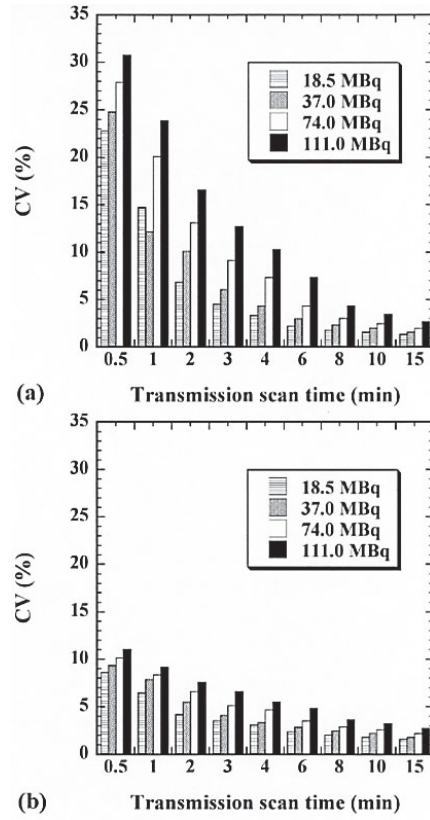 35
30
25
20
15
10
5
0
CV (%)
18.5 MBq
37.0 MBq
74.0 MBq
111.0 MBq
0.5 1 2 3 4 6 8 10 15
(a) Transmission scan time (min)
35
30
25
20
15
10
5
0
CV (%)
18.5 MBq
37.0 MBq
74.0 MBq
111.0 MBq
0.5 1 2 3 4 6 8 10 15
(b) Transmission scan time (min)